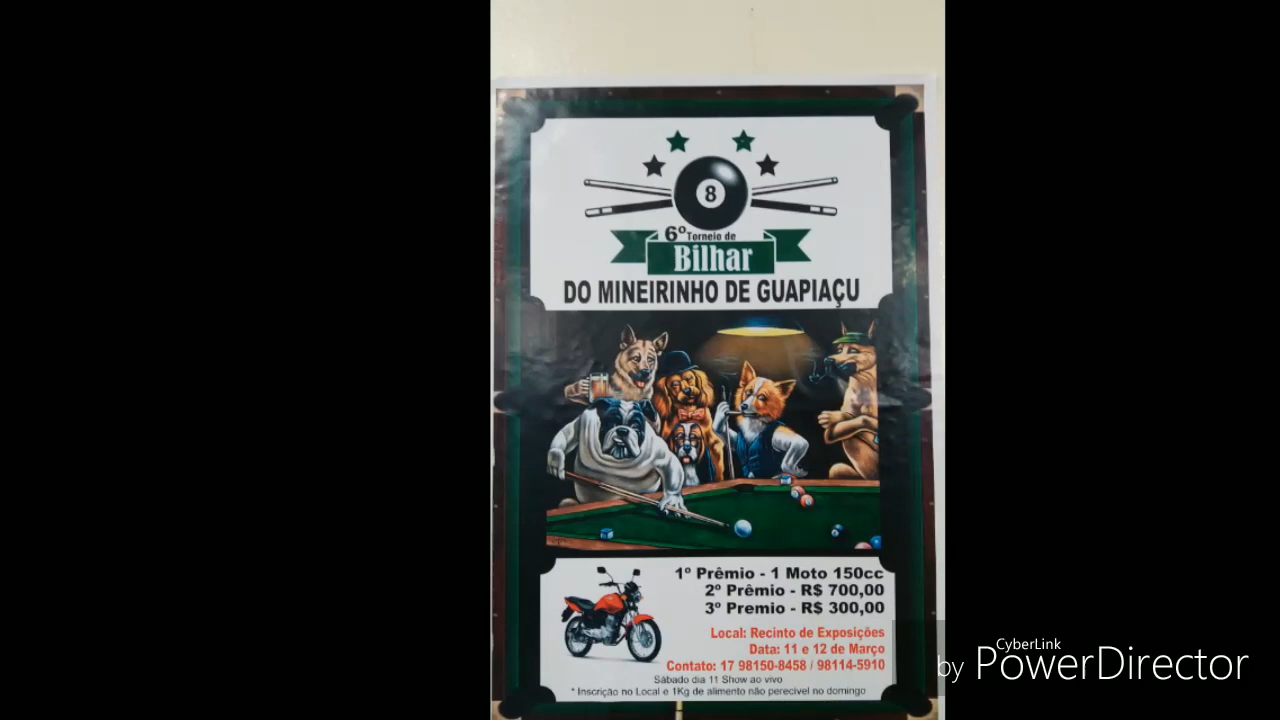 8
6º Torneio de
Bilhar
DO MINEIRINHO DE GUAPIAÇU
1º Prêmio - 1 Moto 150cc
2º Prêmio - R$ 700,00
3º Premio - R$ 300,00
Local: Recinto de Exposições
Data: 11 e 12 de Março
Contato: 17 98150-8458 / 98114-5910
Sábado dia 11 Show ao vivo
* Inscrição no Local e 1Kg de alimento não perecivel no domingo
CyberLink
by PowerDirector